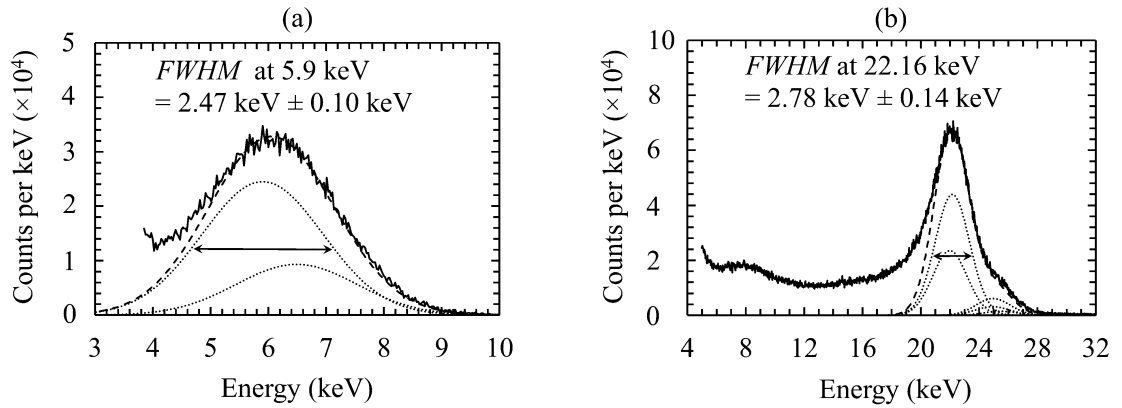 (a)
FWHM at 5.9 keV
= 2.47 keV ± 0.10 keV
Counts per keV (×10⁴)
5
4
3
2
1
0
3 4 5 6 7 8 9 10
Energy (keV)
(b)
FWHM at 22.16 keV
= 2.78 keV ± 0.14 keV
Counts per keV (×10⁴)
10
8
6
4
2
0
4 8 12 16 20 24 28 32
Energy (keV)